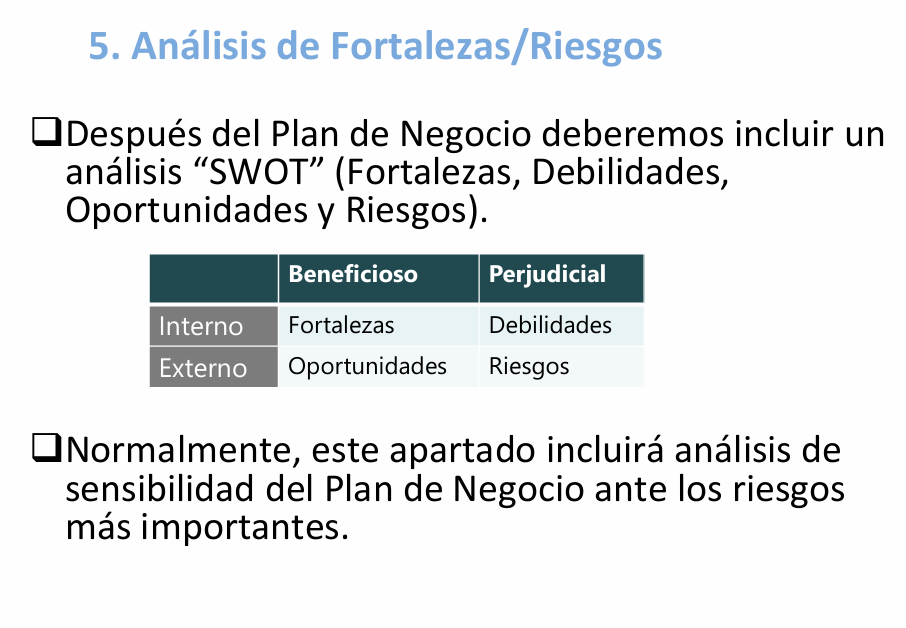 5. Análisis de Fortalezas/Riesgos
Después del Plan de Negocio deberemos incluir un
análisis “SWOT” (Fortalezas, Debilidades,
Oportunidades y Riesgos).
Beneficioso Perjudicial
Interno Fortalezas Debilidades
Externo Oportunidades Riesgos
Normalmente, este apartado incluirá análisis de
sensibilidad del Plan de Negocio ante los riesgos
más importantes.